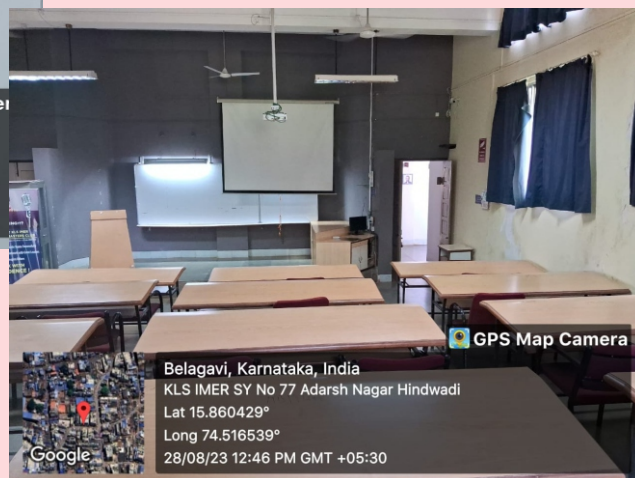 GPS Map Camera
Belagavi, Karnataka, India
KLS IMER SY No 77 Adarsh Nagar Hindwadi
Lat 15.860429°
Long 74.516539°
28/08/23 12:46 PM GMT +05:30
Google